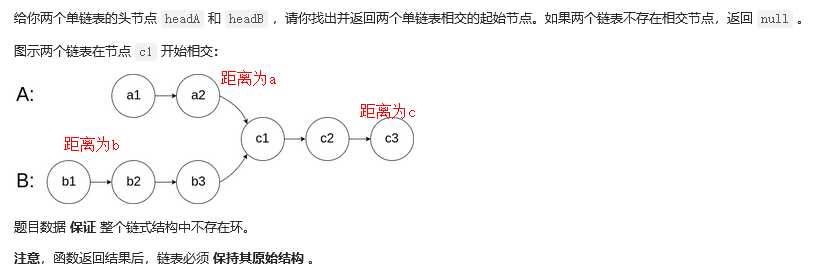 给你两个单链表的头节点 headA 和 headB ，请你找出并返回两个单链表相交的起始节点。如果两个链表不存在相交节点，返回 null 。
图示两个链表在节点 c1 开始相交：
距离为a
A: a1 a2
距离为c
c1 c2 c3
距离为b
B: b1 b2 b3
题目数据 保证 整个链式结构中不存在环。
注意，函数返回结果后，链表必须 保持其原始结构 。